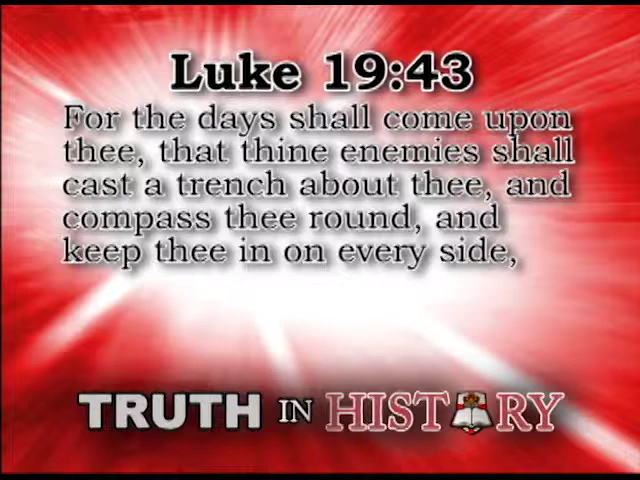 Luke 19:43
For the days shall come upon
thee, that thine enemies shall
cast a trench about thee, and
compass thee round, and
keep thee in on every side,
TRUTH IN HISTORY